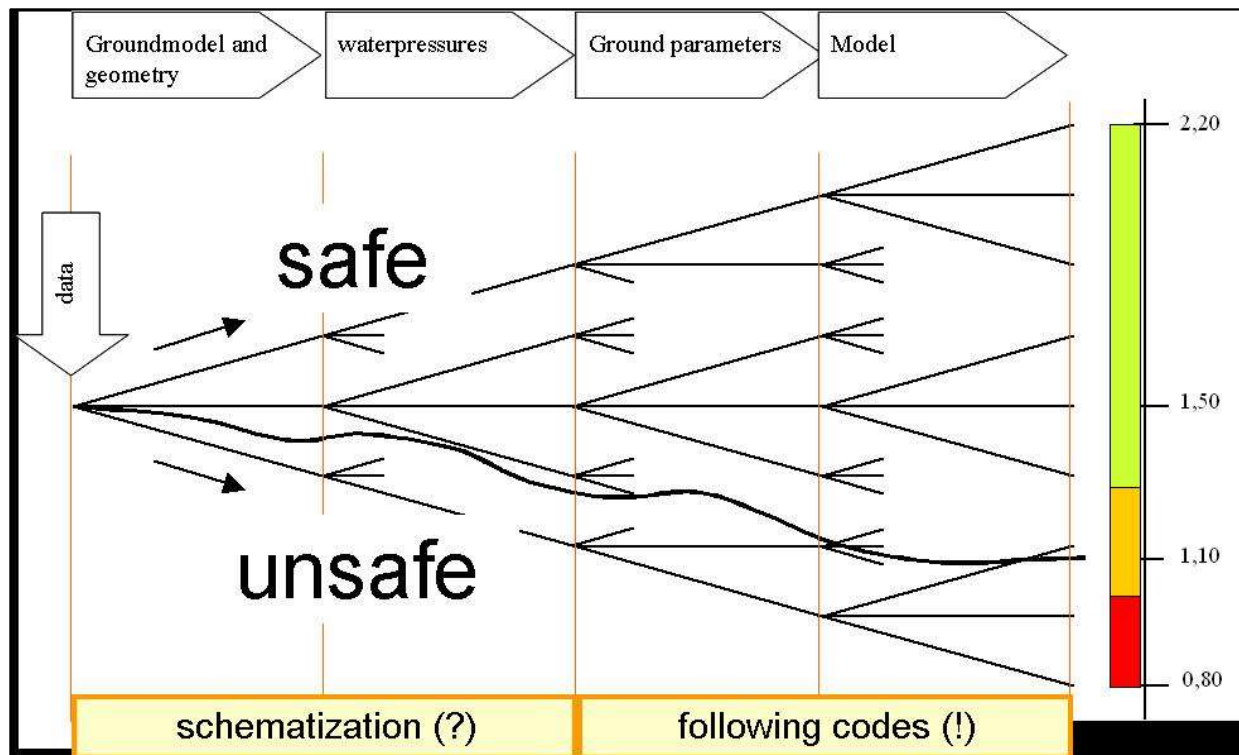 Groundmodel and
geometry
waterpressures
Ground parameters
Model
data
safe
unsafe
2,20
1,50
1,10
0,80
schematization (?)
following codes (!)